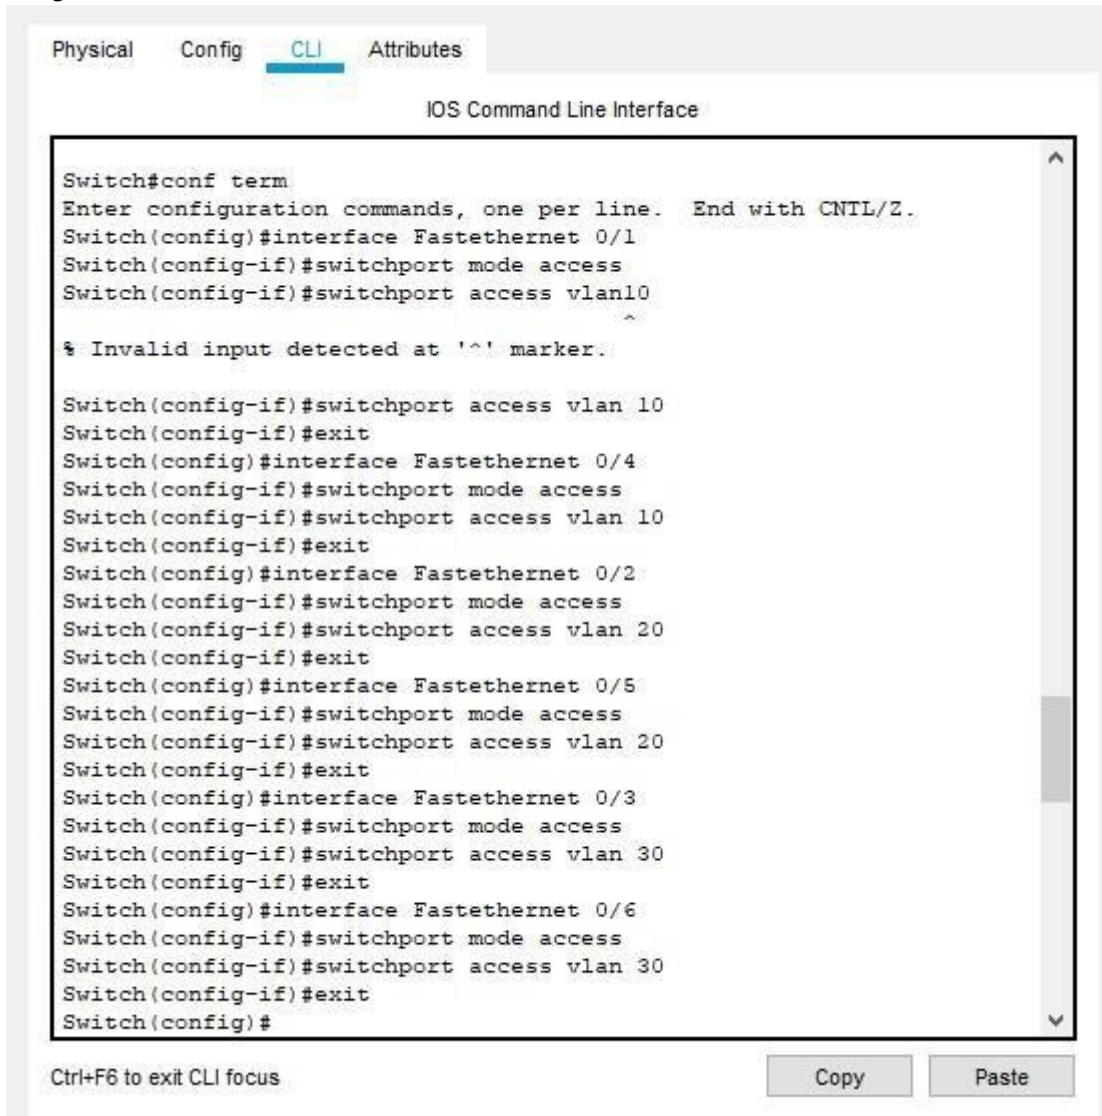 Physical Config CLI Attributes
IOS Command Line Interface
Switch#conf term
Enter configuration commands, one per line.  End with CNTL/Z.
Switch(config)#interface Fastethernet 0/1
Switch(config-if)#switchport mode access
Switch(config-if)#switchport access vlan10
^
% Invalid input detected at '^' marker.
Switch(config-if)#switchport access vlan 10
Switch(config-if)#exit
Switch(config)#interface Fastethernet 0/4
Switch(config-if)#switchport mode access
Switch(config-if)#switchport access vlan 10
Switch(config-if)#exit
Switch(config)#interface Fastethernet 0/2
Switch(config-if)#switchport mode access
Switch(config-if)#switchport access vlan 20
Switch(config-if)#exit
Switch(config)#interface Fastethernet 0/5
Switch(config-if)#switchport mode access
Switch(config-if)#switchport access vlan 20
Switch(config-if)#exit
Switch(config)#interface Fastethernet 0/3
Switch(config-if)#switchport mode access
Switch(config-if)#switchport access vlan 30
Switch(config-if)#exit
Switch(config)#interface Fastethernet 0/6
Switch(config-if)#switchport mode access
Switch(config-if)#switchport access vlan 30
Switch(config-if)#exit
Switch(config)#
Ctrl+F6 to exit CLI focus Copy Paste